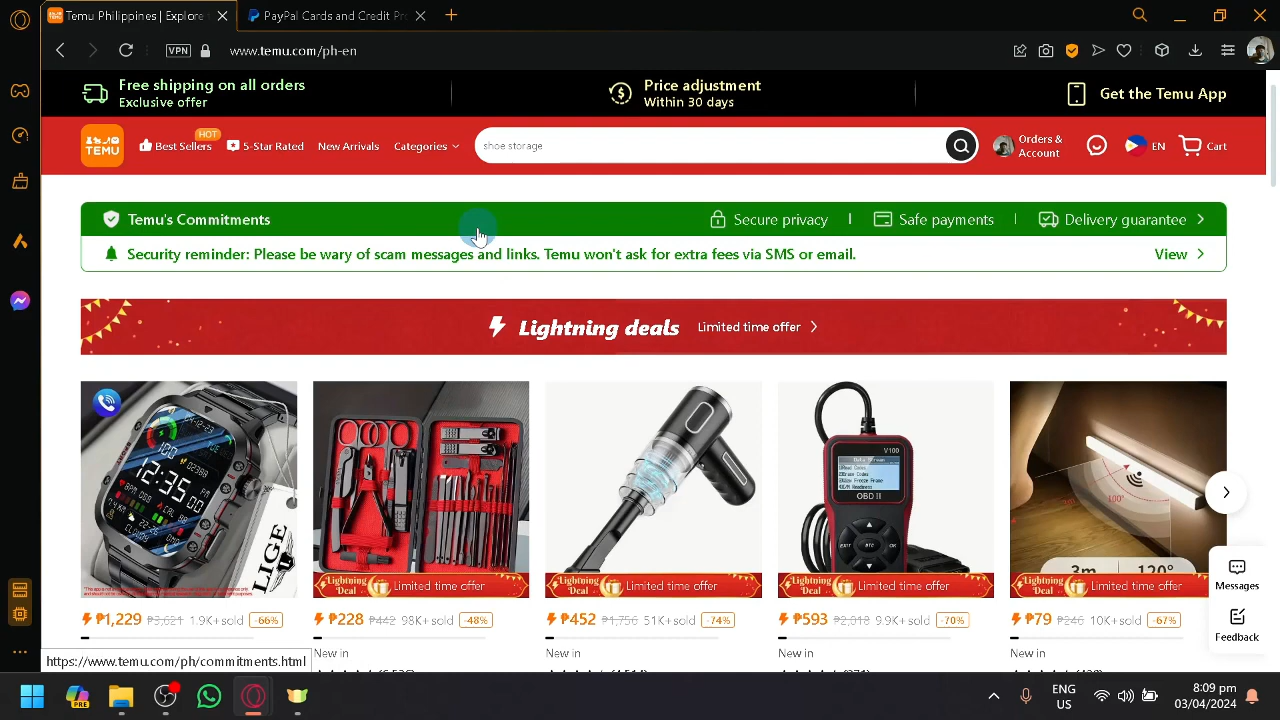 Temu Philippines | Explore
PayPal Cards and Credit Pro
VPN
www.temu.com/ph-en
Free shipping on all orders
Exclusive offer
Price adjustment
Within 30 days
Get the Temu App
TEMU
Best Sellers
HOT
5-Star Rated
New Arrivals
Categories
shoe storage
Orders &
Account
EN
Cart
Temu's Commitments
Secure privacy
Safe payments
Delivery guarantee
Security reminder: Please be wary of scam messages and links. Temu won't ask for extra fees via SMS or email.
View
Lightning deals
Limited time offer
LIGE
V100
OBD II
100°
3m
120°
Lightning Deal
Limited time offer
Lightning Deal
Limited time offer
Lightning Deal
Limited time offer
Lightning Deal
Limited time offer
₱1,229 ₱3,621 1.9K+sold -66%
₱228 ₱442 98K+sold -48%
₱452 ₱1,756 51K+sold -74%
₱593 ₱2,018 9.9K+sold -70%
₱79 ₱246 10K+sold -67%
New in
New in
New in
New in
Messages
Feedback
https://www.temu.com/ph/commitments.html
PRE
ENG
US
8:09 pm
03/04/2024